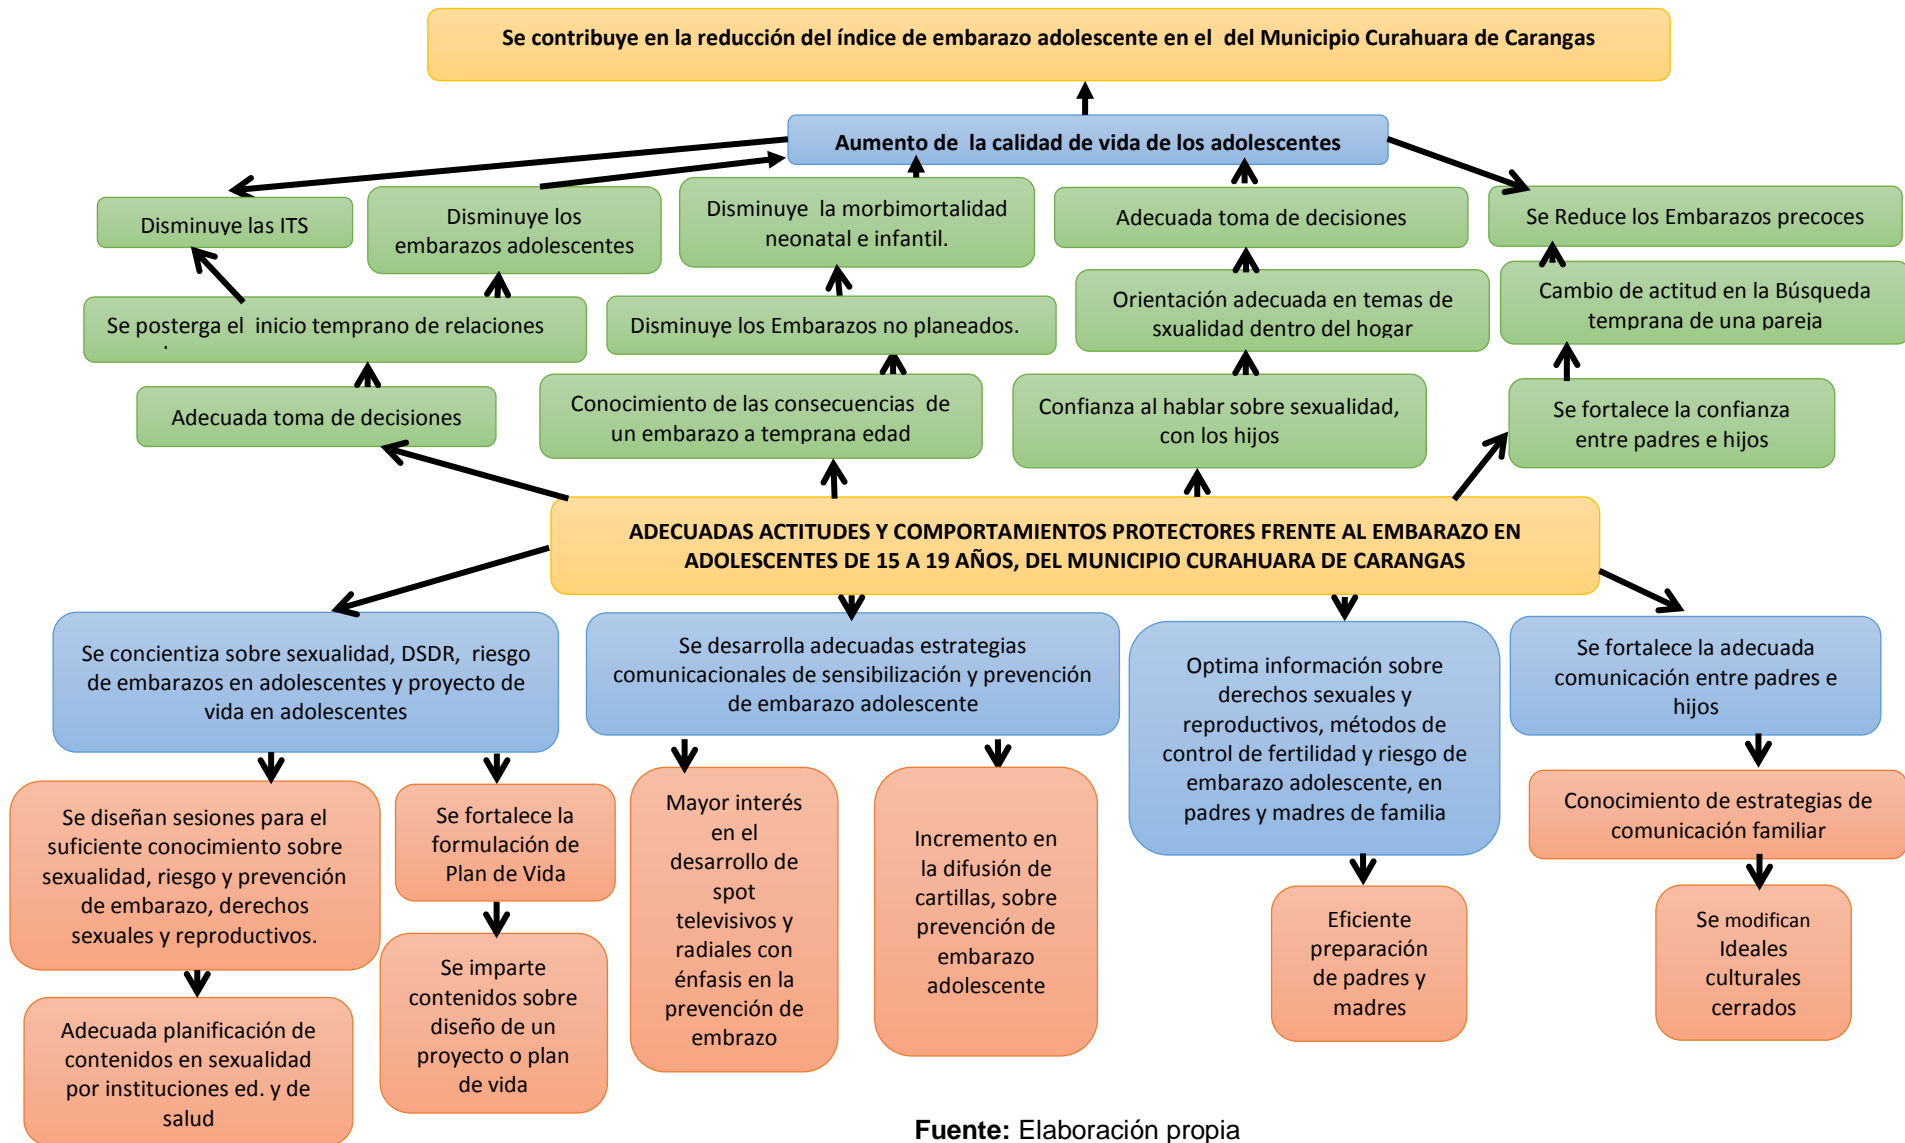 Se contribuye en la reducción del índice de embarazo adolescente en el  del Municipio Curahuara de Carangas
Aumento de  la calidad de vida de los adolescentes
Disminuye las ITS
Disminuye los
embarazos adolescentes
Disminuye  la morbimortalidad
neonatal e infantil.
Adecuada toma de decisiones
Se Reduce los Embarazos precoces
Se posterga el  inicio temprano de relaciones
Disminuye los Embarazos no planeados.
Orientación adecuada en temas de
sxualidad dentro del hogar
Cambio de actitud en la Búsqueda
temprana de una pareja
Adecuada toma de decisiones
Conocimiento de las consecuencias  de
un embarazo a temprana edad
Confianza al hablar sobre sexualidad,
con los hijos
Se fortalece la confianza
entre padres e hijos
ADECUADAS ACTITUDES Y COMPORTAMIENTOS PROTECTORES FRENTE AL EMBARAZO EN
ADOLESCENTES DE 15 A 19 AÑOS, DEL MUNICIPIO CURAHUARA DE CARANGAS
Se concientiza sobre sexualidad, DSDR,  riesgo
de embarazos en adolescentes y proyecto de
vida en adolescentes
Se desarrolla adecuadas estrategias
comunicacionales de sensibilización y prevención
de embarazo adolescente
Optima información sobre
derechos sexuales y
reproductivos, métodos de
control de fertilidad y riesgo de
embarazo adolescente, en
padres y madres de familia
Se fortalece la adecuada
comunicación entre padres e
hijos
Se diseñan sesiones para el
suficiente conocimiento sobre
sexualidad, riesgo y prevención
de embarazo, derechos
sexuales y reproductivos.
Se fortalece la
formulación de
Plan de Vida
Mayor interés
en el
desarrollo de
spot
televisivos y
radiales con
énfasis en la
prevención de
embrazo
Incremento en
la difusión de
cartillas, sobre
prevención de
embarazo
adolescente
Conocimiento de estrategias de
comunicación familiar
Eficiente
preparación
de padres y
madres
Se modifican
Ideales
culturales
cerrados
Adecuada planificación de
contenidos en sexualidad
por instituciones ed. y de
salud
Se imparte
contenidos sobre
diseño de un
proyecto o plan
de vida
Fuente: Elaboración propia